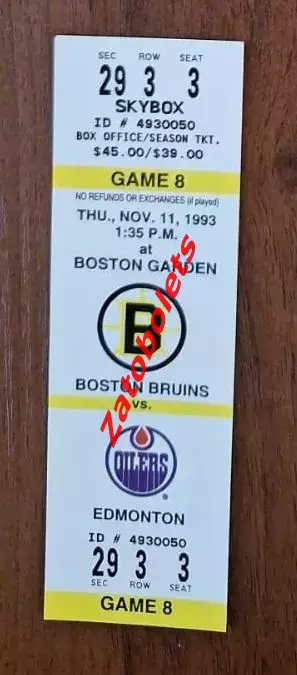 SEC ROW SEAT
29 3 3
SKYBOX
ID # 4930050
BOX OFFICE/SEASON TKT.
$45.00/$39.00
GAME 8
NO REFUNDS OR EXCHANGES (if played)
THU., NOV. 11, 1993
1:35 P.M.
at
BOSTON GARDEN
B
BOSTON BRUINS
vs.
OILERS
EDMONTON
ID # 4930050
29 3 3
SEC ROW SEAT
GAME 8
Zatobolets